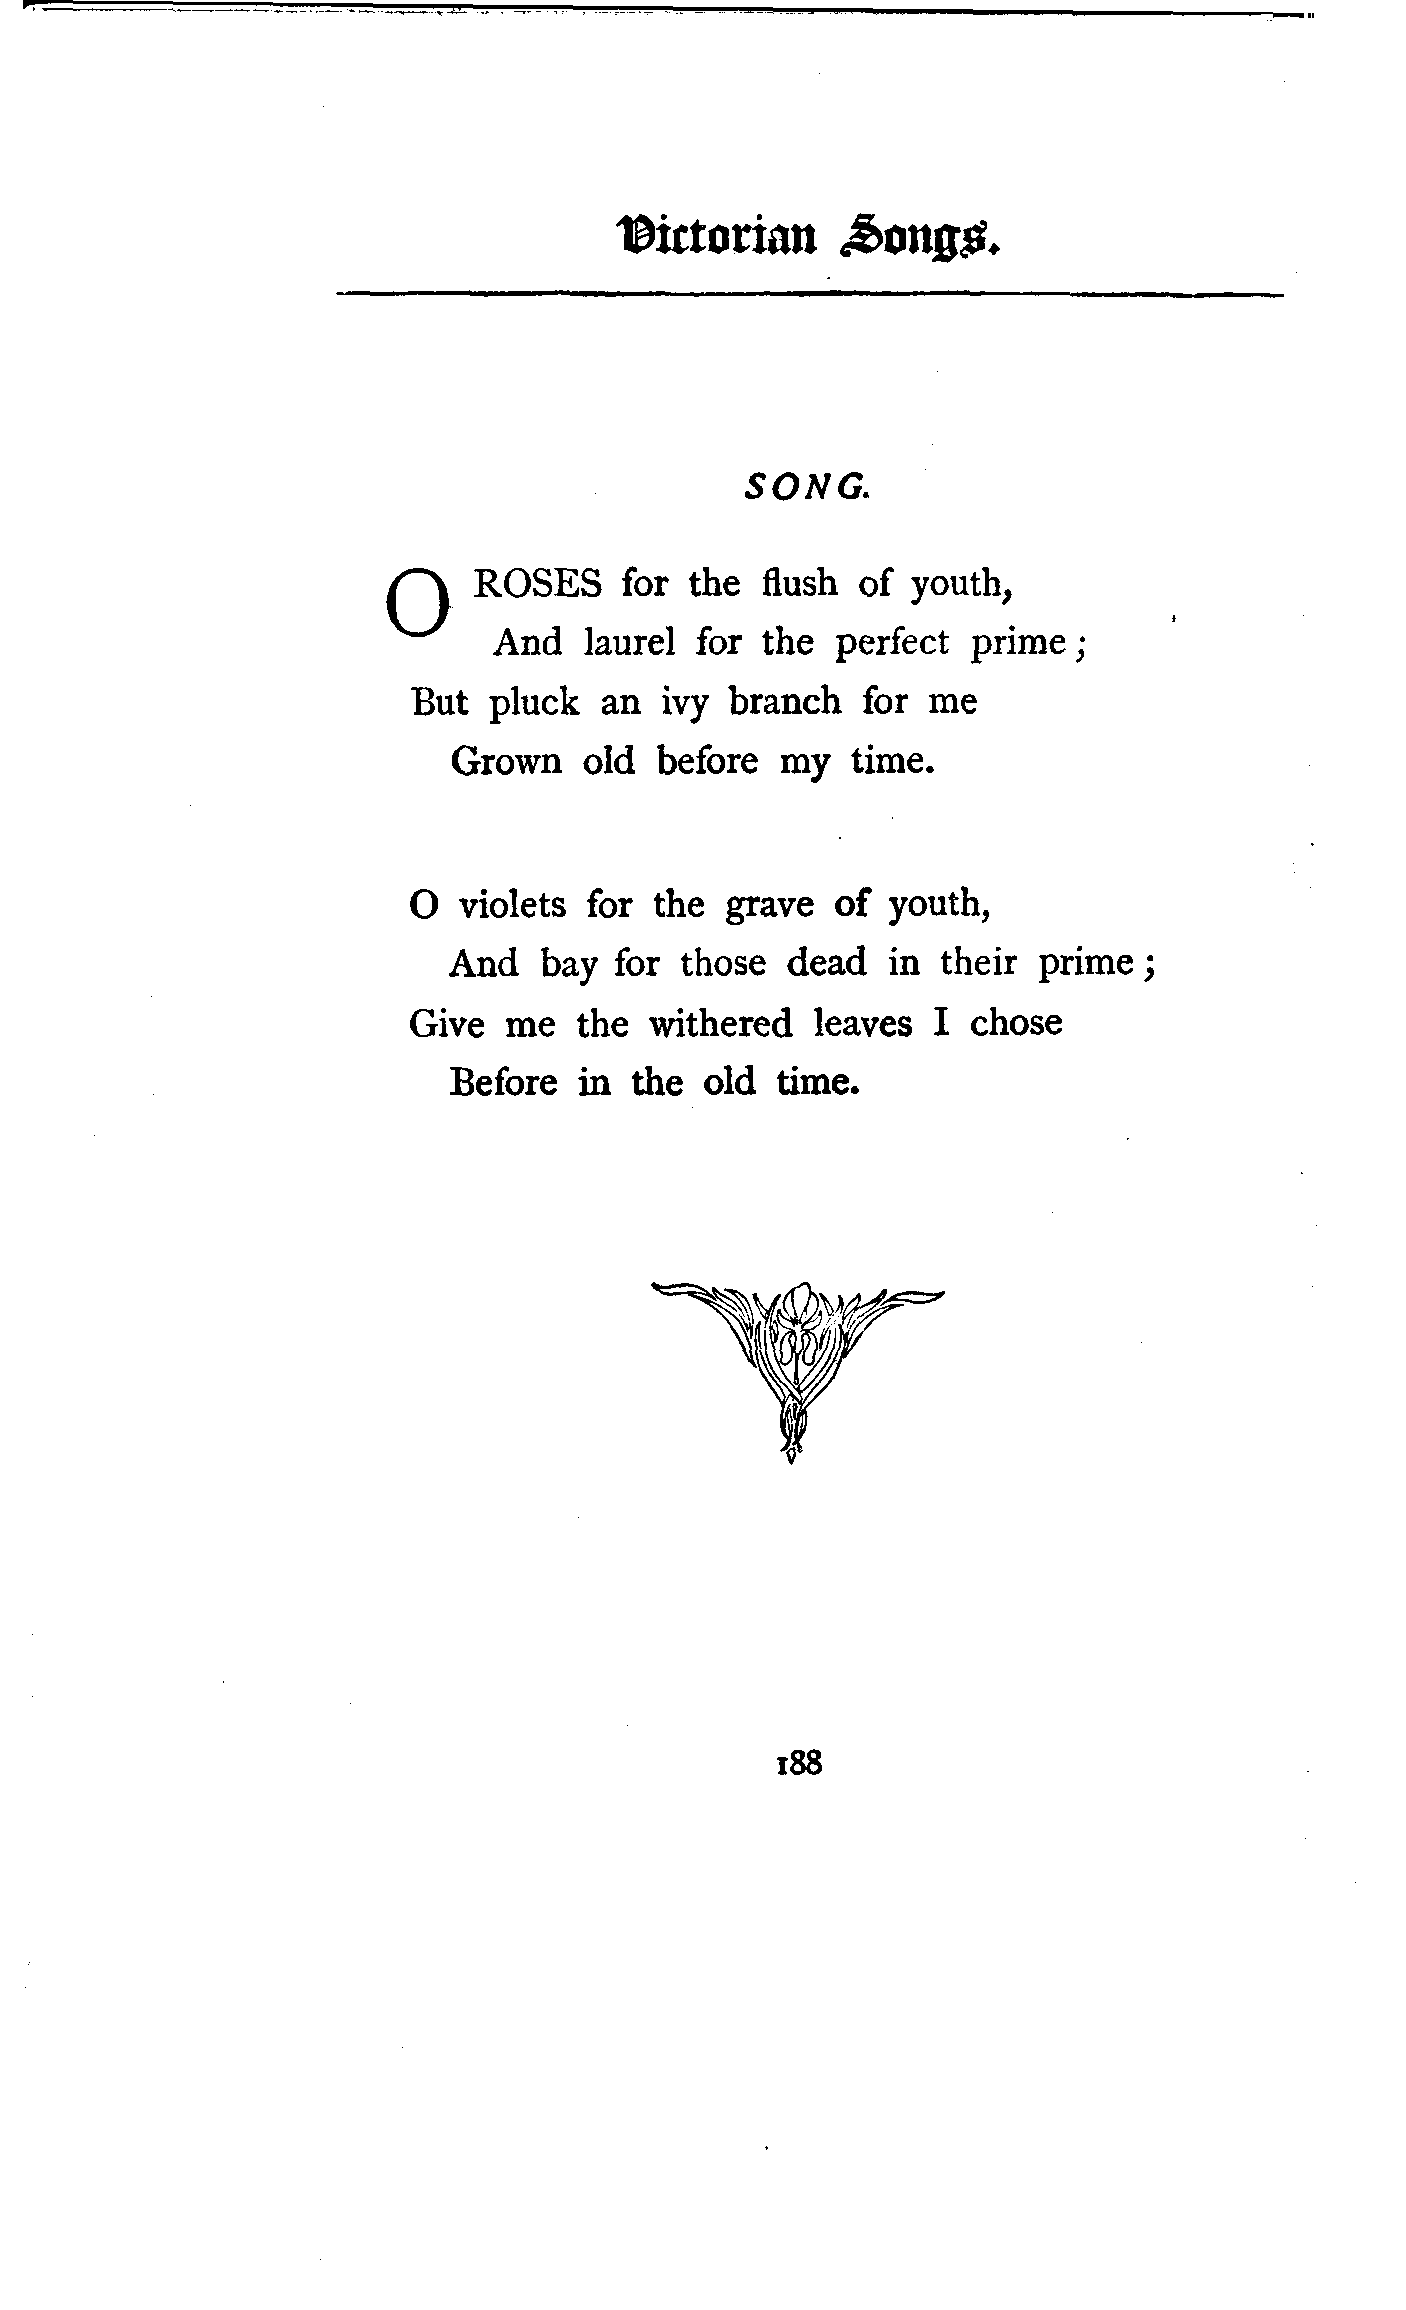 Victorian Songs.
SONG.
O ROSES for the flush of youth,
And laurel for the perfect prime;
But pluck an ivy branch for me
Grown old before my time.
O violets for the grave of youth,
And bay for those dead in their prime;
Give me the withered leaves I chose
Before in the old time.
188